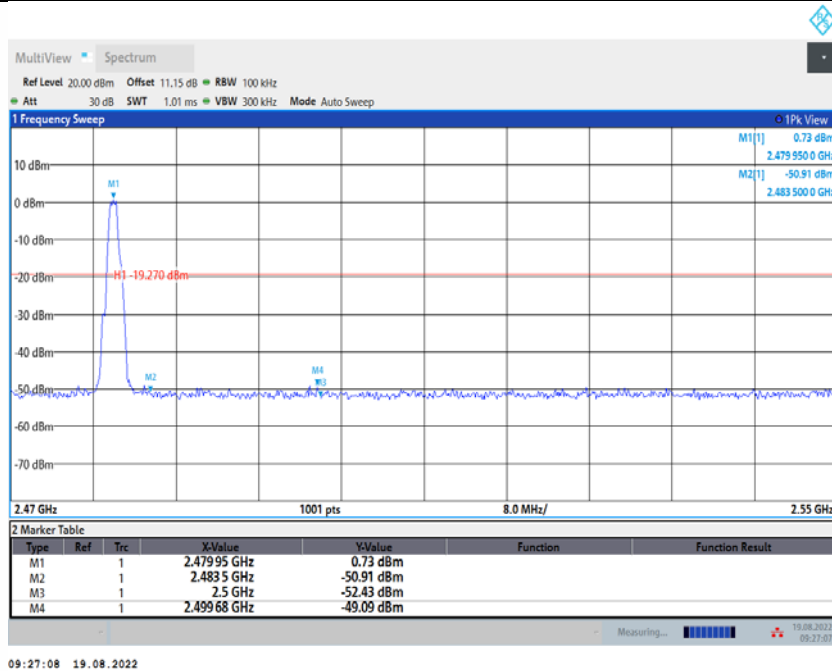 MultiView Spectrum
Ref Level 20.00 dBm Offset 11.15 dB RBW 100 kHz
Att 30 dB SWT 1.01 ms VBW 300 kHz Mode Auto Sweep
1 Frequency Sweep 1Pk View
M1[1] 0.73 dBm
2.479 950 0 GHz
M2[1] -50.91 dBm
2.483 500 0 GHz
10 dBm
M1
0 dBm
-10 dBm
H1 -19.270 dBm
-20 dBm
-30 dBm
-40 dBm
M4
M2
M3
-50 dBm
-60 dBm
-70 dBm
2.47 GHz 1001 pts 8.0 MHz/ 2.55 GHz
2 Marker Table
Type Ref Trc X-Value Y-Value Function Function Result
M1 1 2.479 95 GHz 0.73 dBm
M2 1 2.483 5 GHz -50.91 dBm
M3 1 2.5 GHz -52.43 dBm
M4 1 2.499 68 GHz -49.09 dBm
Measuring... 19.08.2022
09:27:07
09:27:08 19.08.2022